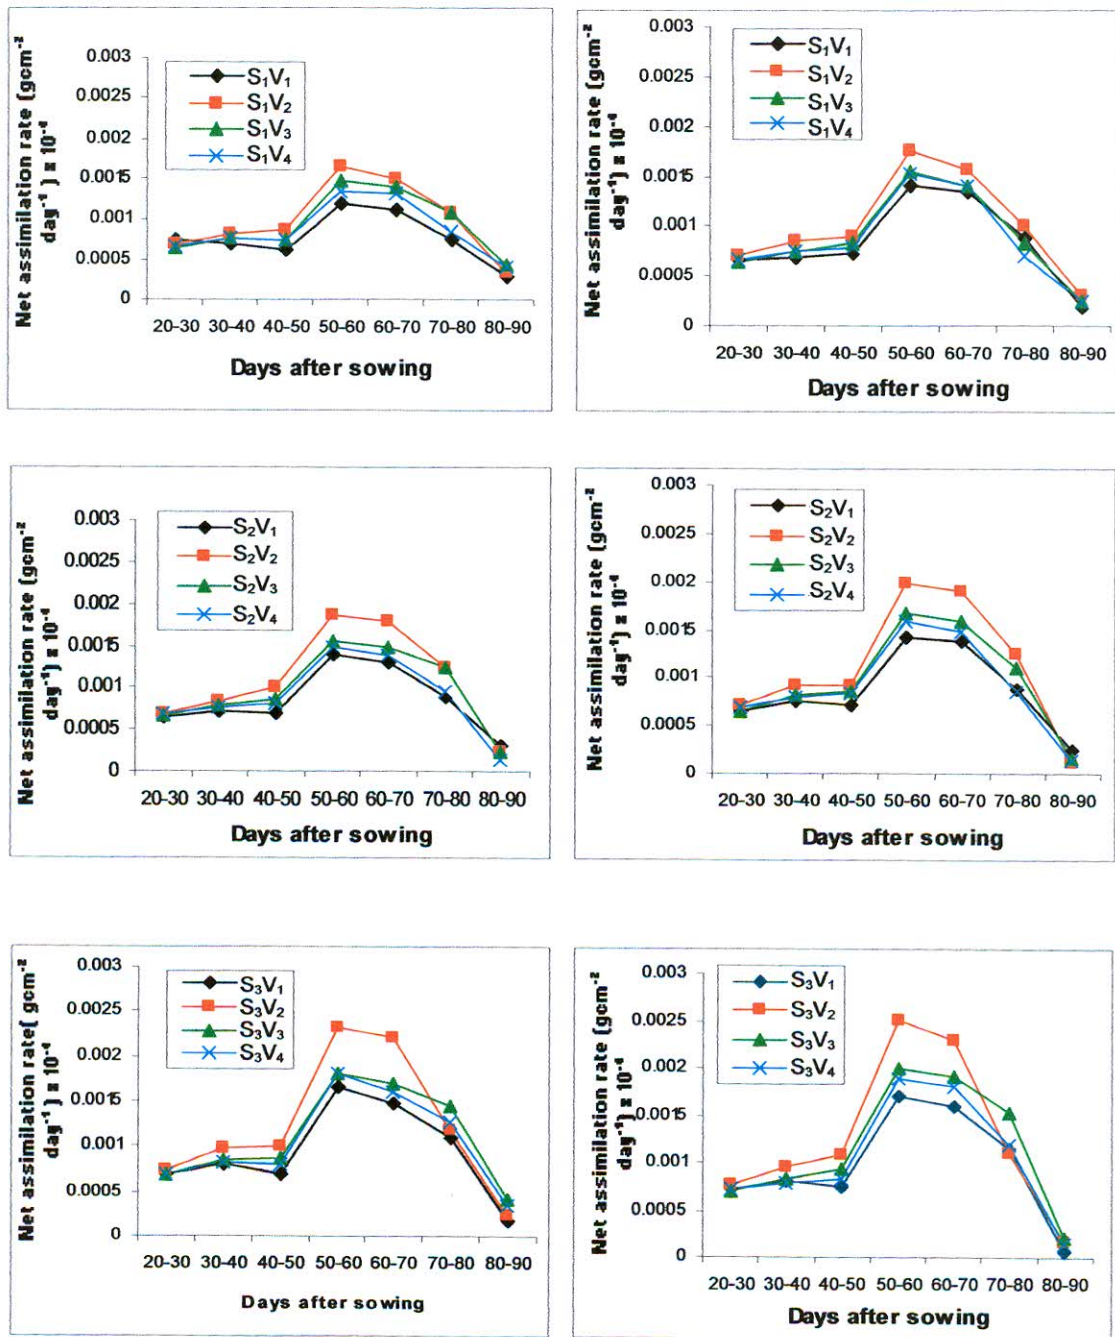 Net assimilation rate (gcm⁻²
day⁻¹) x 10⁻⁴
0.003
0.0025
0.002
0.0015
0.001
0.0005
0
S₁V₁
S₁V₂
S₁V₃
S₁V₄
20-30 30-40 40-50 50-60 60-70 70-80 80-90
Days after sowing
Net assimilation rate (gcm⁻²
day⁻¹) x 10⁻⁴
0.003
0.0025
0.002
0.0015
0.001
0.0005
0
S₁V₁
S₁V₂
S₁V₃
S₁V₄
20-30 30-40 40-50 50-60 60-70 70-80 80-90
Days after sowing
Net assimilation rate (gcm⁻²
day⁻¹) x 10⁻⁴
0.003
0.0025
0.002
0.0015
0.001
0.0005
0
S₂V₁
S₂V₂
S₂V₃
S₂V₄
20-30 30-40 40-50 50-60 60-70 70-80 80-90
Days after sowing
Net assimilation rate (gcm⁻²
day⁻¹) x 10⁻⁴
0.003
0.0025
0.002
0.0015
0.001
0.0005
0
S₂V₁
S₂V₂
S₂V₃
S₂V₄
20-30 30-40 40-50 50-60 60-70 70-80 80-90
Days after sowing
Net assimilation rate( gcm⁻²
day⁻¹) x 10⁻⁴
0.003
0.0025
0.002
0.0015
0.001
0.0005
0
S₃V₁
S₃V₂
S₃V₃
S₃V₄
20-30 30-40 40-50 50-60 60-70 70-80 80-90
Days after sowing
Net assimilation rate (gcm⁻²
day⁻¹) x 10⁻⁴
0.003
0.0025
0.002
0.0015
0.001
0.0005
0
S₃V₁
S₃V₂
S₃V₃
S₃V₄
20-30 30-40 40-50 50-60 60-70 70-80 80-90
Days after sowing